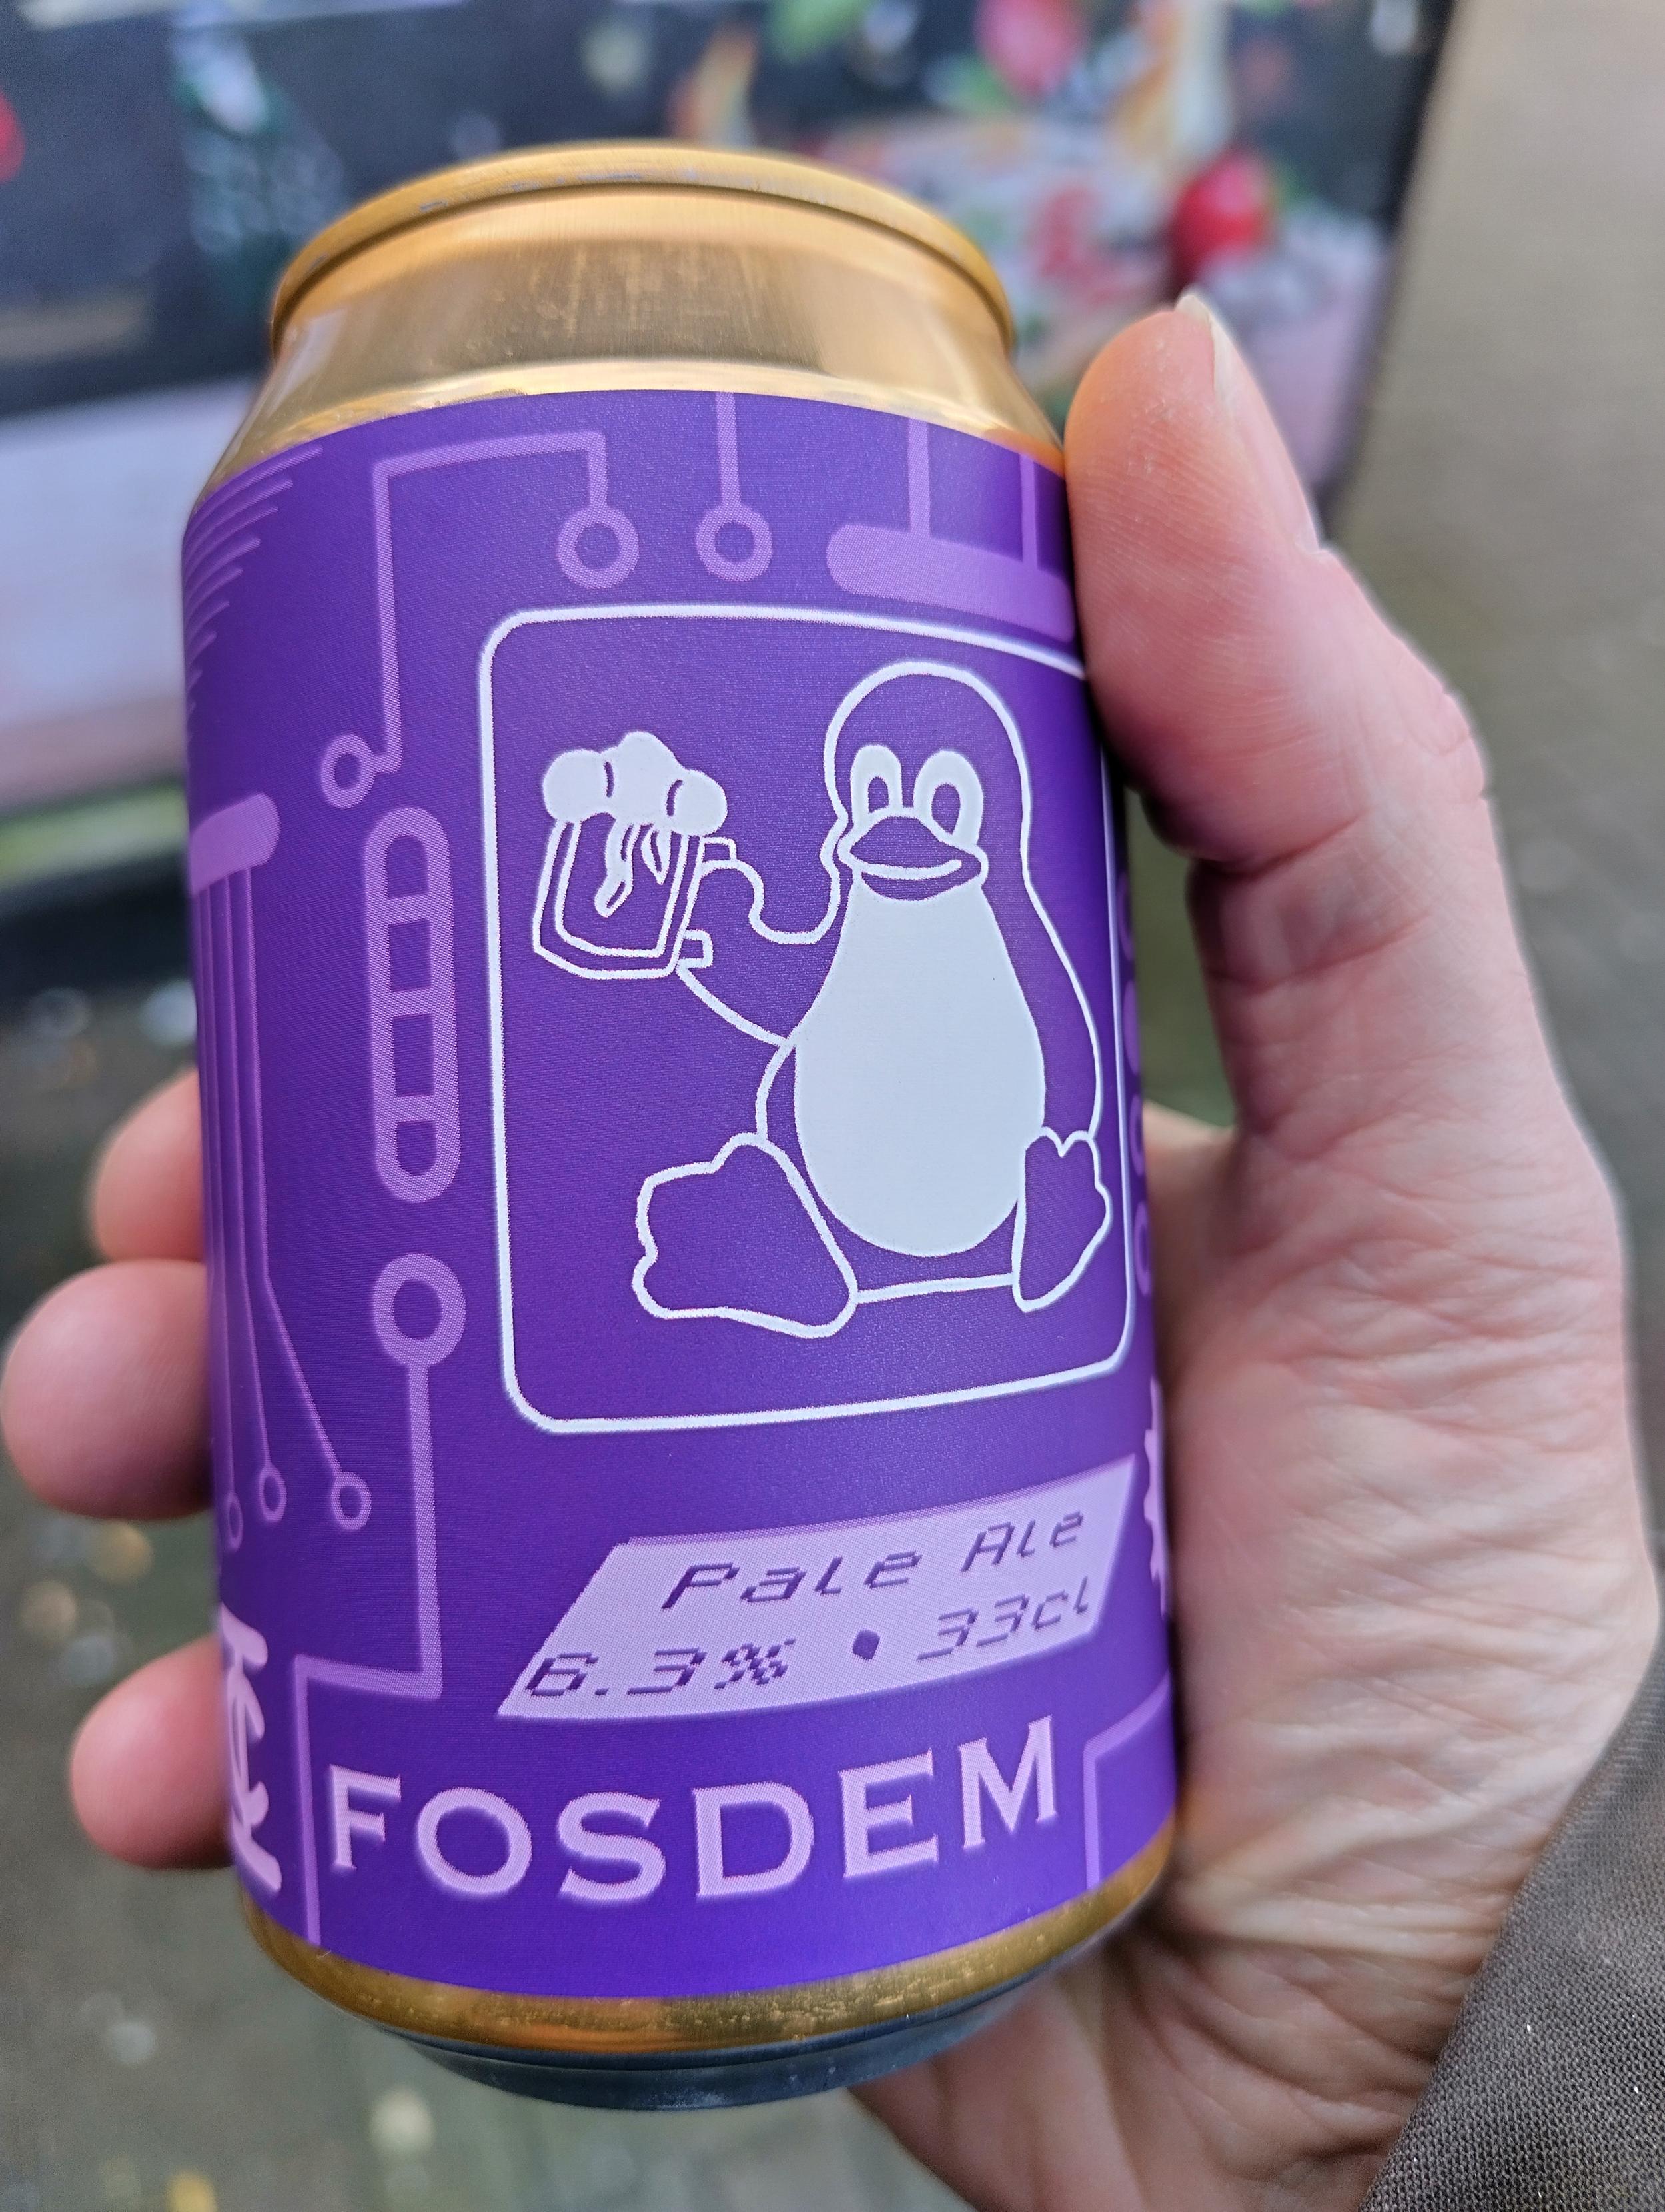 Pale Ale
6.3% • 33cl
FOSDEM